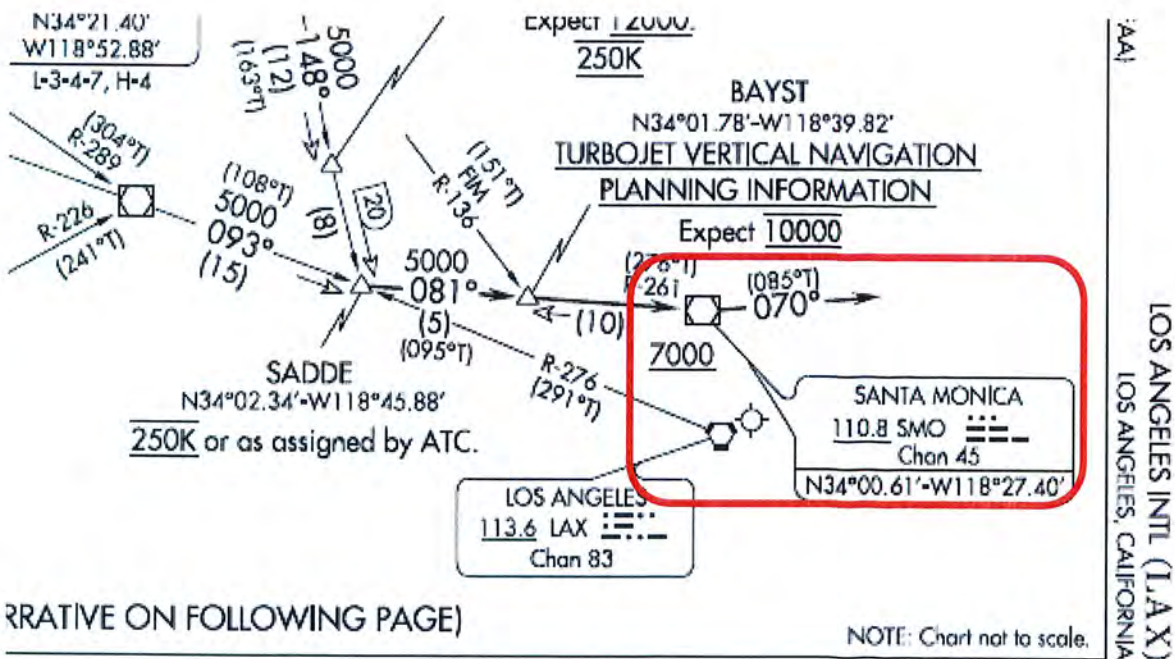 N34°21.40'
W118°52.88'
L-3-4-7, H-4
5000
148°
(12)
(163°T)
Expect 12000.
250K
BAYST
N34°01.78'-W118°39.82'
TURBOJET VERTICAL NAVIGATION
PLANNING INFORMATION
Expect 10000
(304°T)
R-289
R-226
(241°T)
(108°T)
5000
093°
(15)
(8)
20
(151°T)
FIM
R-136
5000
081°
(5)
(095°T)
(276°T)
R-261
(10)
7000
(085°T)
070°
R-276
(291°T)
SADDE
N34°02.34'-W118°45.88'
250K or as assigned by ATC.
SANTA MONICA
110.8 SMO
Chan 45
N34°00.61'-W118°27.40'
LOS ANGELES
113.6 LAX
Chan 83
RRATIVE ON FOLLOWING PAGE)
NOTE: Chart not to scale.
AA)
LOS ANGELES INTL (LAX)
LOS ANGELES, CALIFORNIA